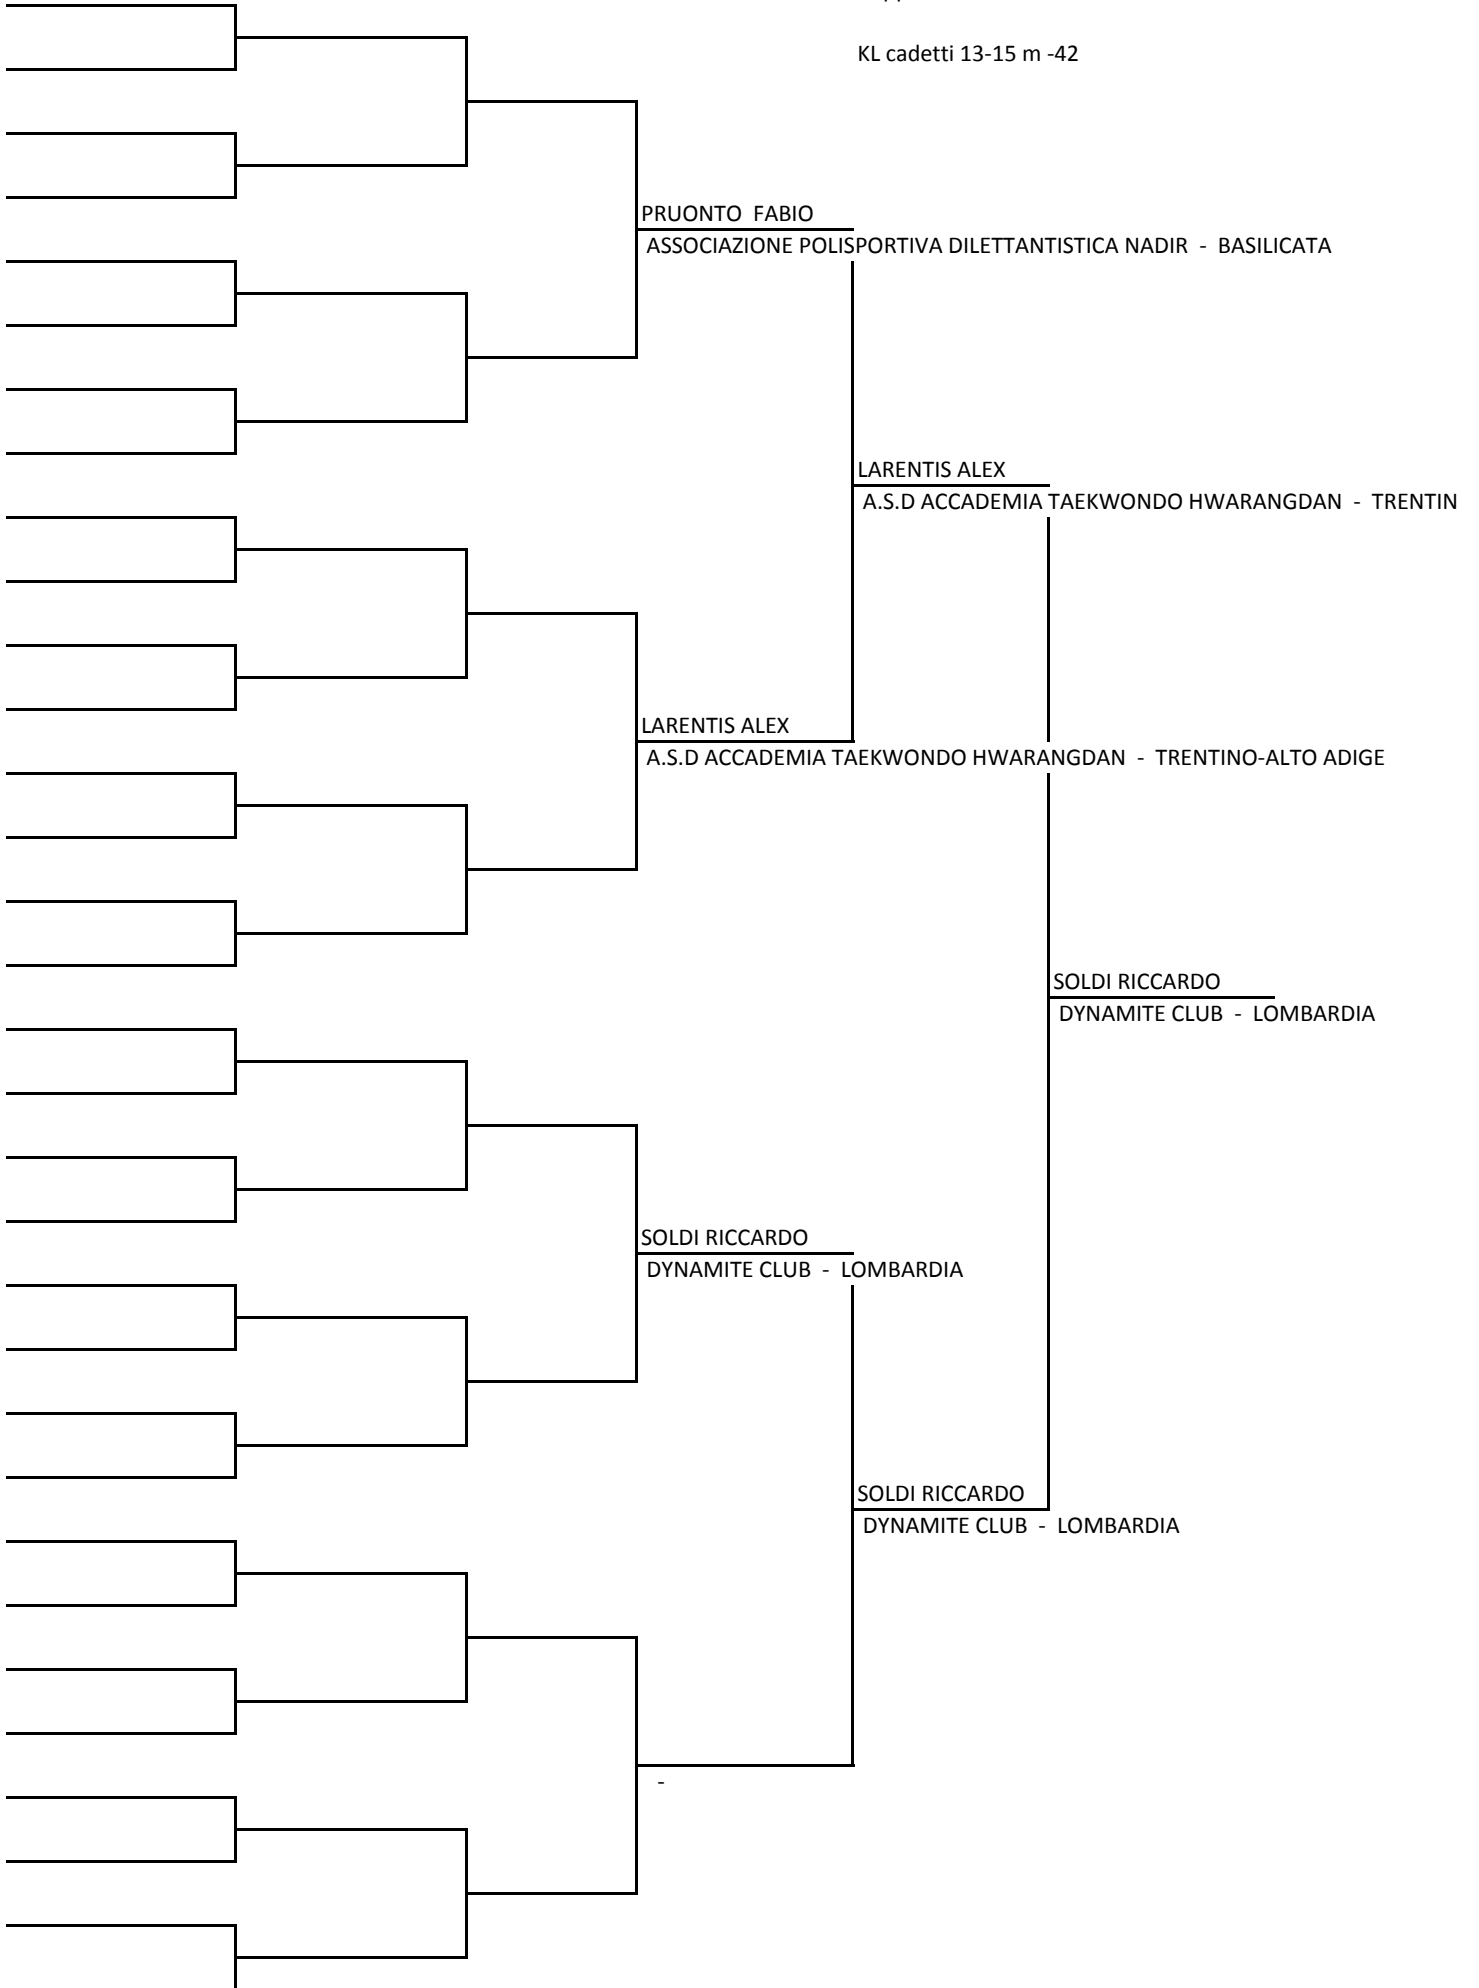 KL cadetti 13-15 m -42
PRUONTO  FABIO
ASSOCIAZIONE POLISPORTIVA DILETTANTISTICA NADIR  -  BASILICATA
LARENTIS ALEX
A.S.D ACCADEMIA TAEKWONDO HWARANGDAN  -  TRENTIN
LARENTIS ALEX
A.S.D ACCADEMIA TAEKWONDO HWARANGDAN  -  TRENTINO-ALTO ADIGE
SOLDI RICCARDO
DYNAMITE CLUB  -  LOMBARDIA
SOLDI RICCARDO
DYNAMITE CLUB  -  LOMBARDIA
SOLDI RICCARDO
DYNAMITE CLUB  -  LOMBARDIA
-